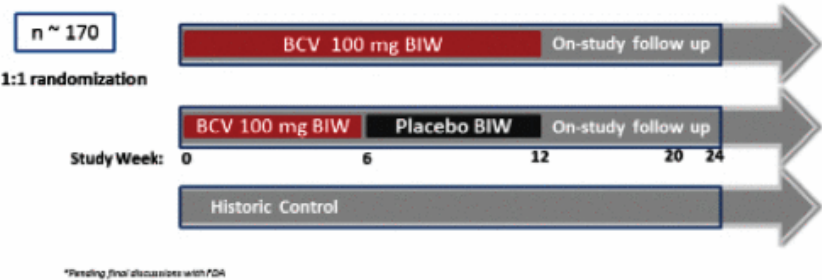 n ~ 170
BCV 100 mg BIW
On-study follow up
1:1 randomization
BCV 100 mg BIW
Placebo BIW
On-study follow up
Study Week: 0 6 12 20 24
Historic Control
*Pending final discussions with FDA